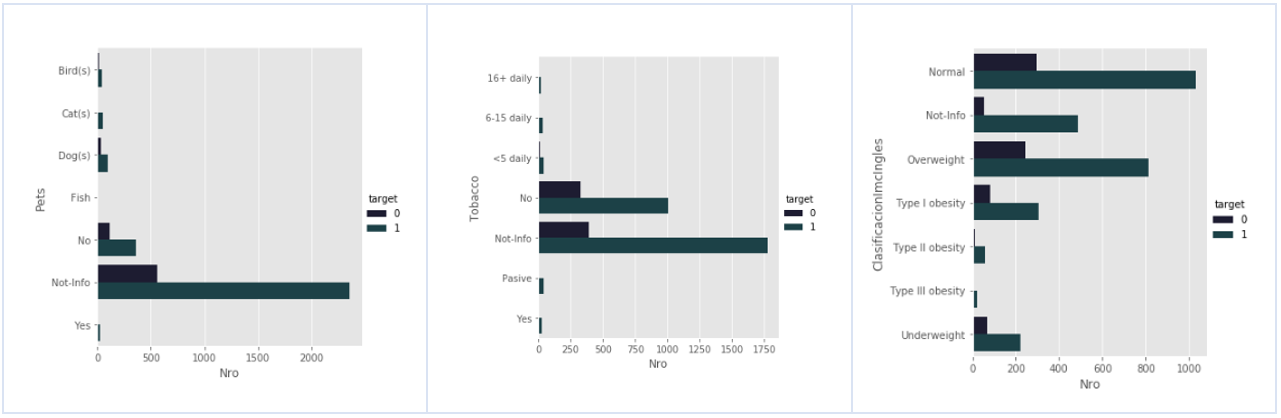 Pets
Bird(s)
Cat(s)
Dog(s)
Fish
No
Not-Info
Yes
0 500 1000 1500 2000
Nro
target
0
1
Tobacco
16+ daily
6-15 daily
<5 daily
No
Not-Info
Pasive
Yes
0 250 500 750 1000 1250 1500 1750
Nro
target
0
1
ClasificacionImcIngles
Normal
Not-Info
Overweight
Type I obesity
Type II obesity
Type III obesity
Underweight
0 200 400 600 800 1000
Nro
target
0
1